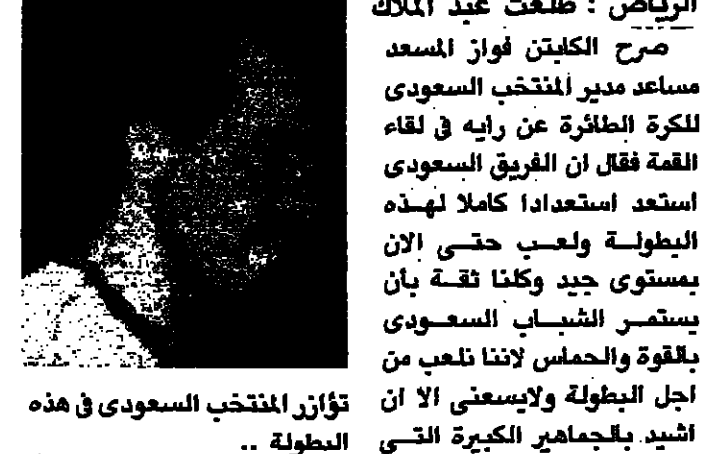 الرياض : طلعت عبد الملاك
صرح الكابتن فواز المسعد
مساعد مدير المنتخب السعودى
للكرة الطائرة عن رايه فى لقاء
القمة فقال ان الفريق السعودى
استعد استعدادا كاملا لهذه
البطولة ولعب حتى الان
بمستوى جيد وكلنا ثقة بأن
يستمر الشباب السعودى
بالقوة والحماس لاننا نلعب من
اجل البطولة ولايسعنى الا ان
اشيد بالجماهير الكبيرة التى
تؤازر المنتخب السعودى فى هذه
البطولة ..